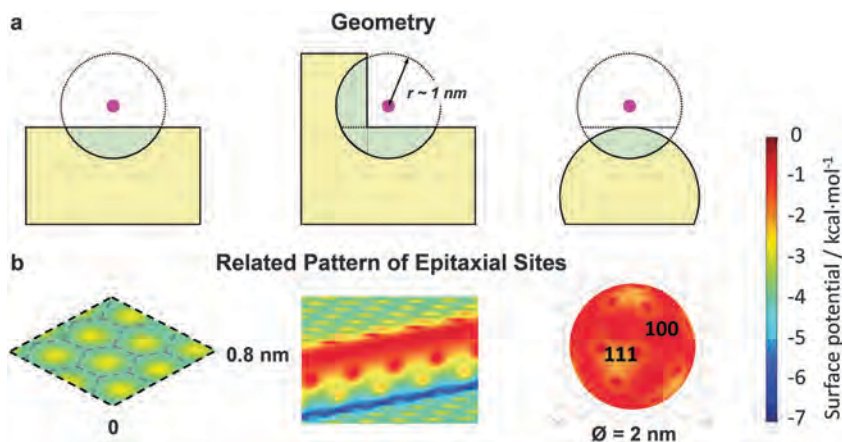 a
Geometry
r ~ 1 nm
0
-1
-2
-3
-4
-5
-6
-7
Surface potential / kcal·mol⁻¹
b
Related Pattern of Epitaxial Sites
0.8 nm
0
100
111
Ø = 2 nm